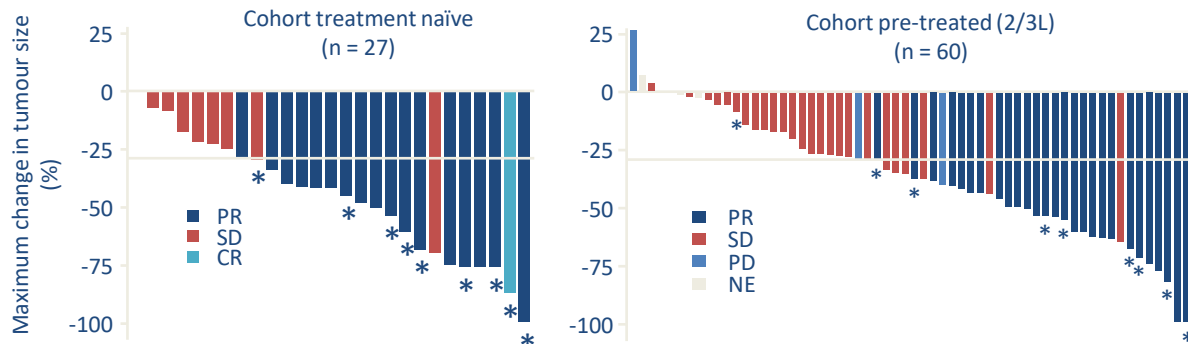 Cohort treatment naïve
(n = 27)
Maximum change in tumour size
(%)
25
0
-25
-50
-75
-100
PR
SD
CR
*
*
*
*
*
*
*
*
*
Cohort pre-treated (2/3L)
(n = 60)
25
0
-25
-50
-75
-100
PR
SD
PD
NE
*
*
*
*
*
*
*
*
*